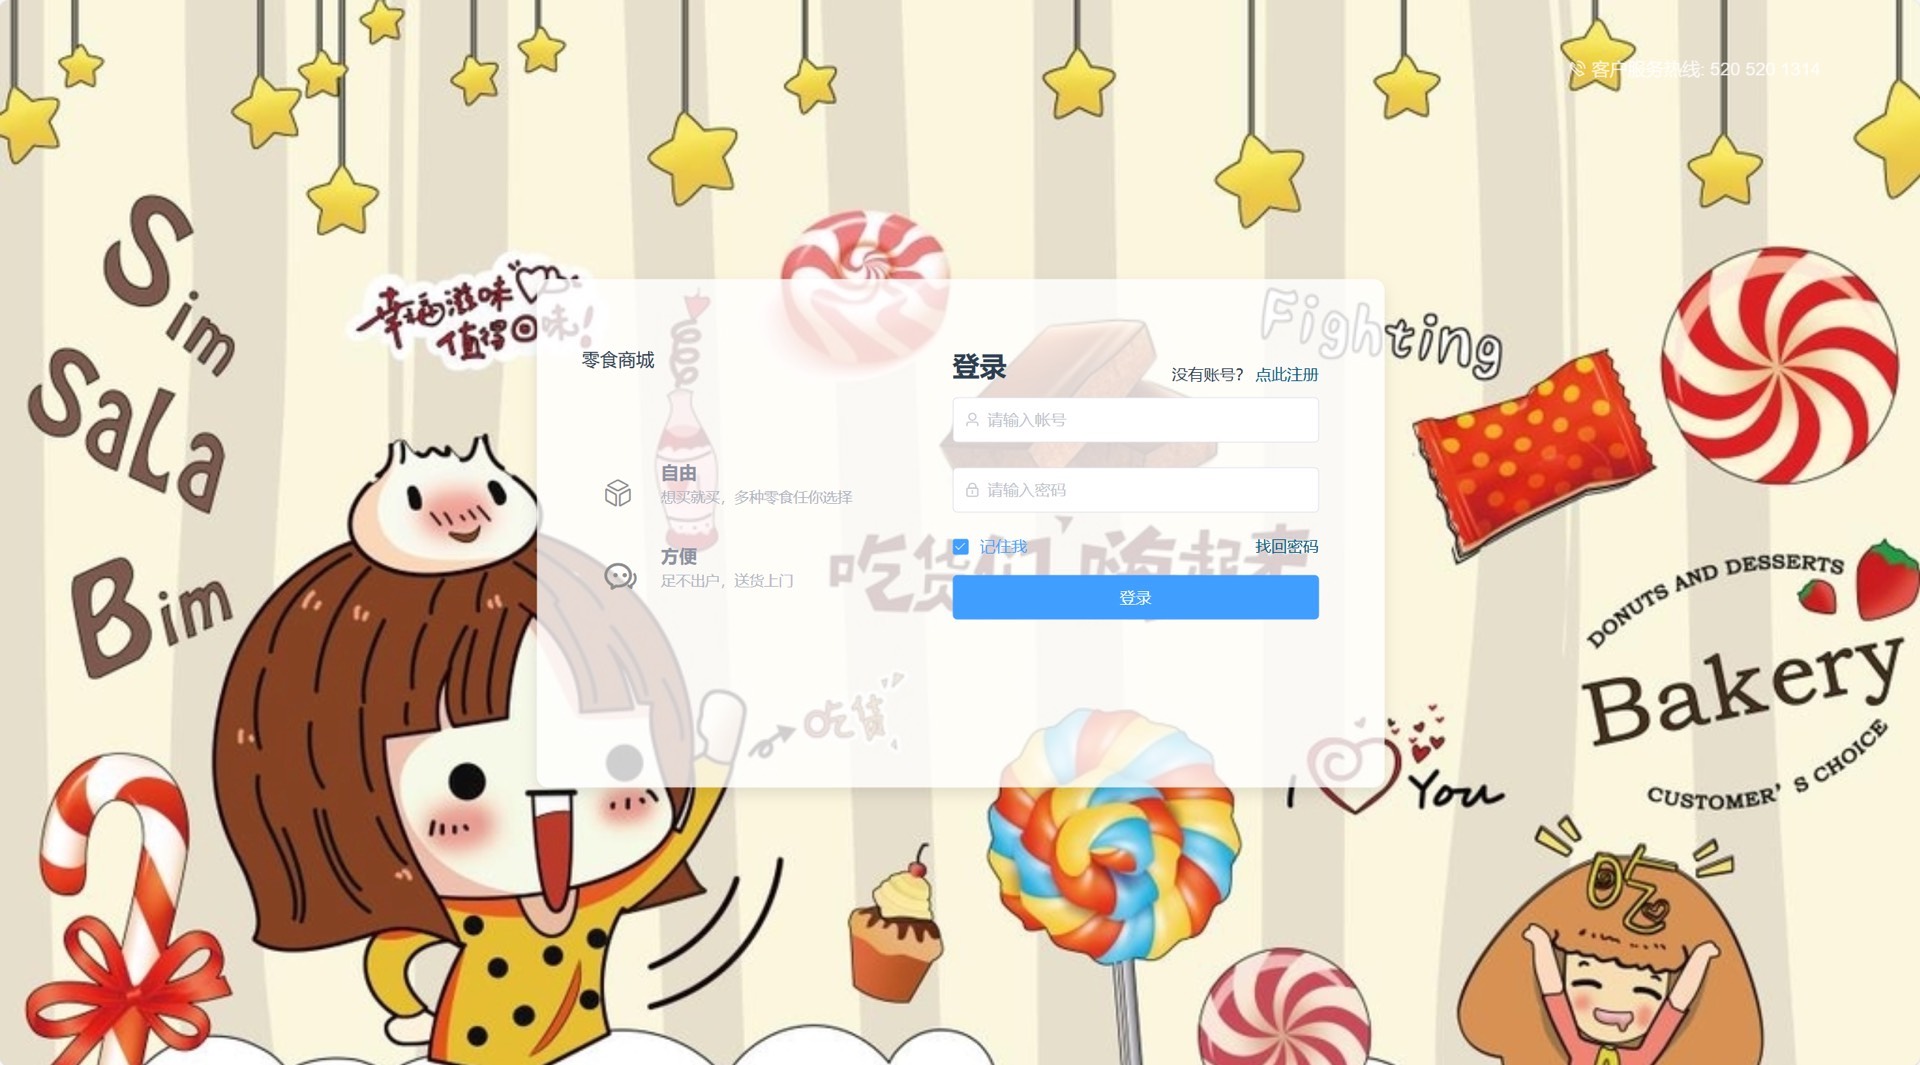 客户服务热线: 520 520 1314
Sim
SaLa
Bim
幸福滋味
值得回味!
Fighting
零食商城
自由
想买就买，多种零食任你选择
方便
足不出户，送货上门
登录
没有账号? 点此注册
请输入帐号
请输入密码
记住我
找回密码
登录
吃货们 嗨起来
吃货
I
You
DONUTS AND DESSERTS
Bakery
CUSTOMER' S CHOICE
吃